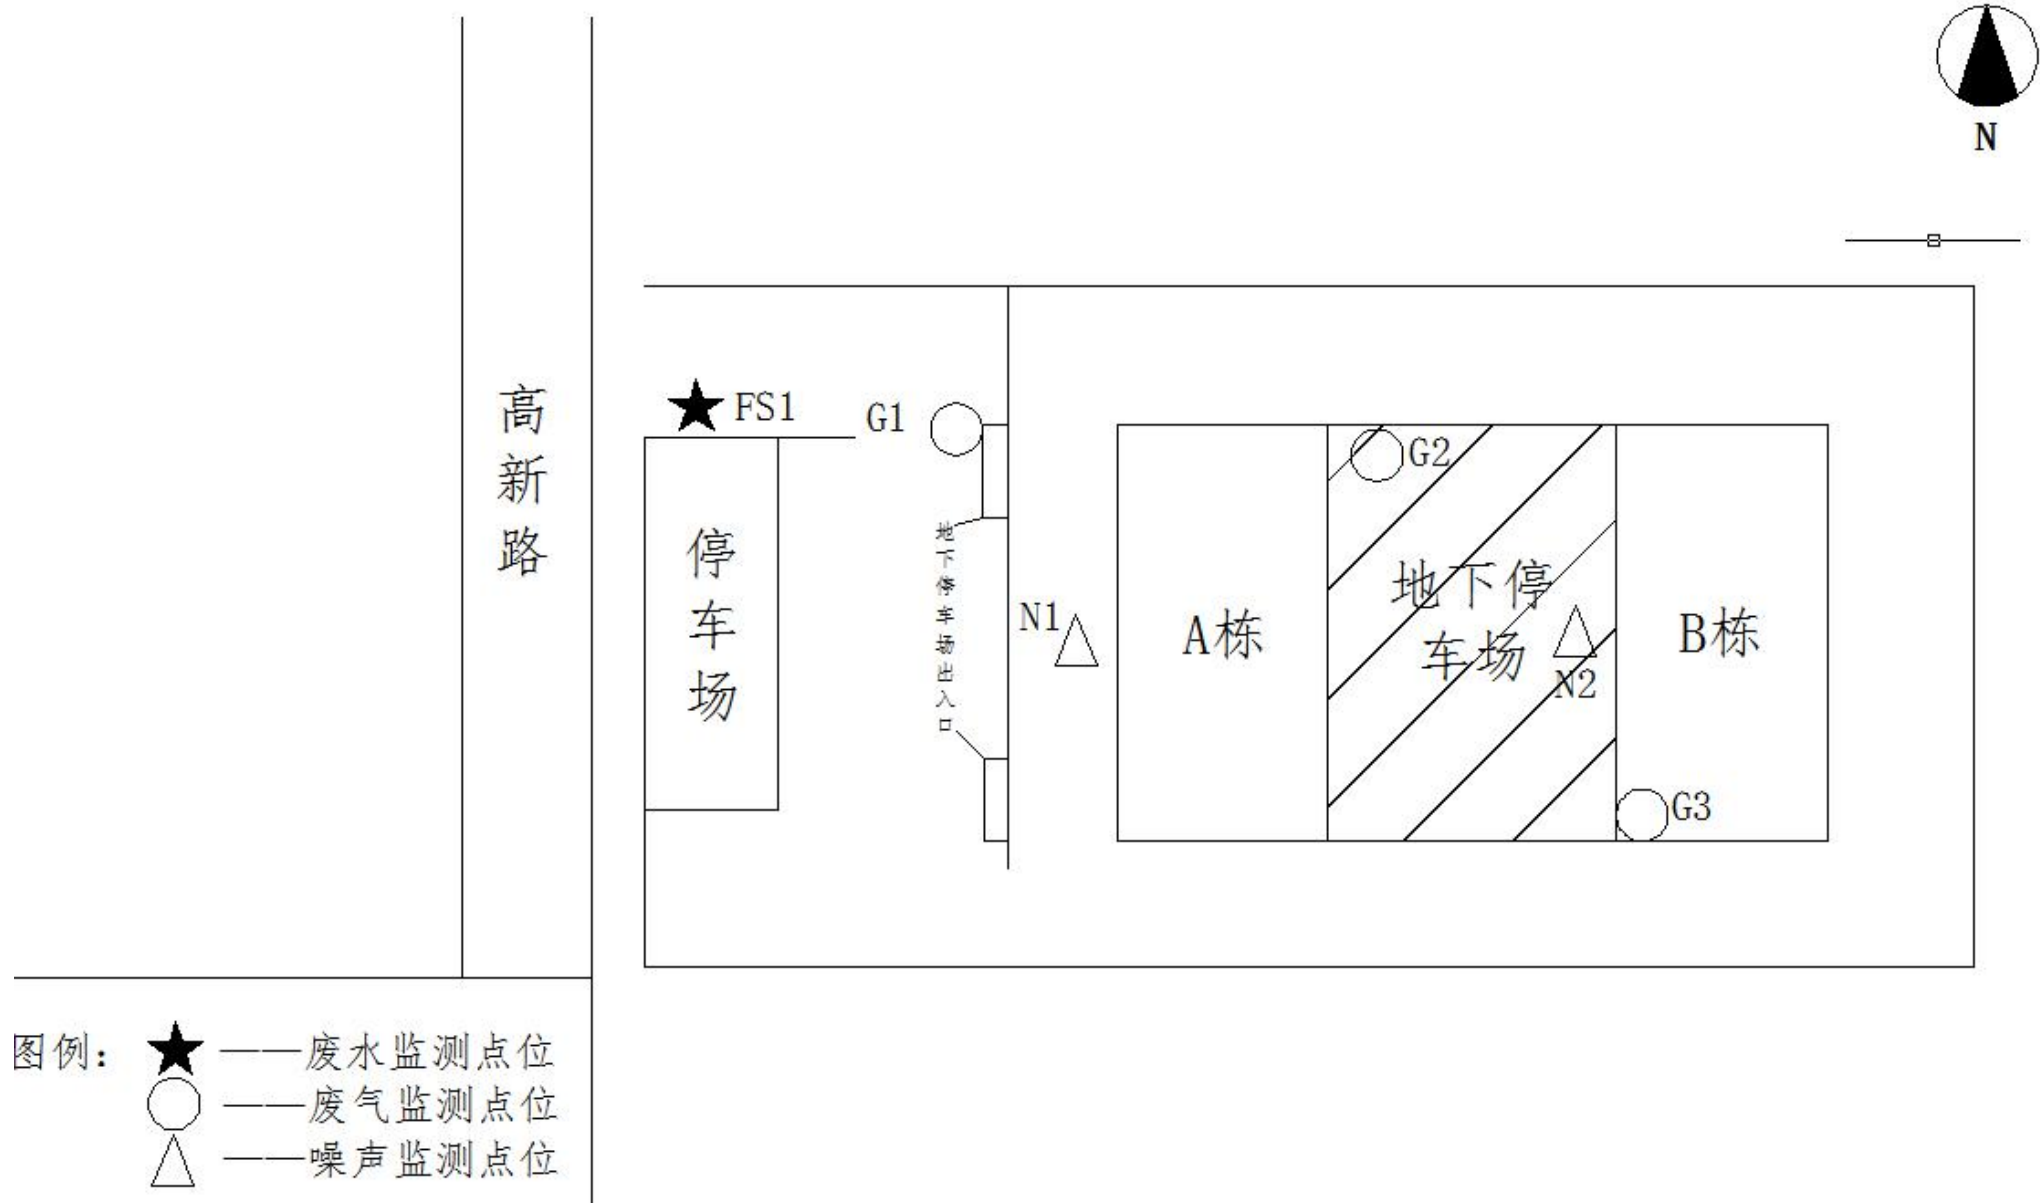 N
高新路
FS1
G1
G2
停车场
地下停车场出入口
地下停
车场
N1
A栋
N2
B栋
G3
图例：
——废水监测点位
——废气监测点位
——噪声监测点位